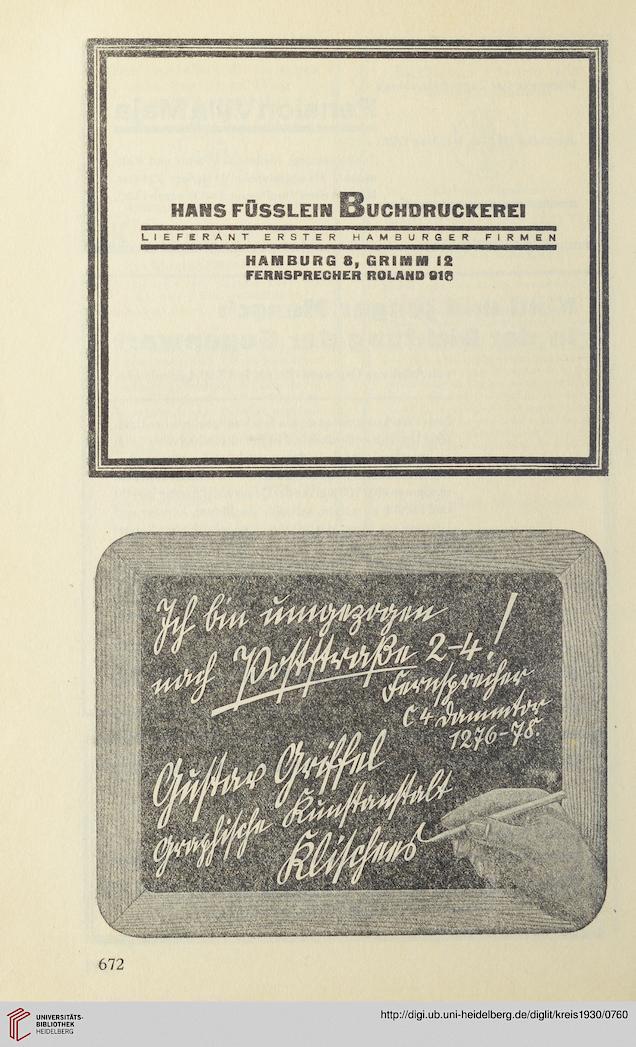 HANS FÜSSLEIN BUCHDRUCKEREI
LIEFERANT ERSTER HAMBURGER FIRMEN
HAMBURG 8, GRIMM 12
FERNSPRECHER ROLAND 916
Ich bin umgezogen
nach Poststraße 2-4!
Fernsprecher
C4 Dammtor
1276-78.
Gustav Griffel
Graphische Kunstanstalt
Klischees
672
UNIVERSITÄTS-
BIBLIOTHEK
HEIDELBERG
http://digi.ub.uni-heidelberg.de/diglit/kreis1930/0760